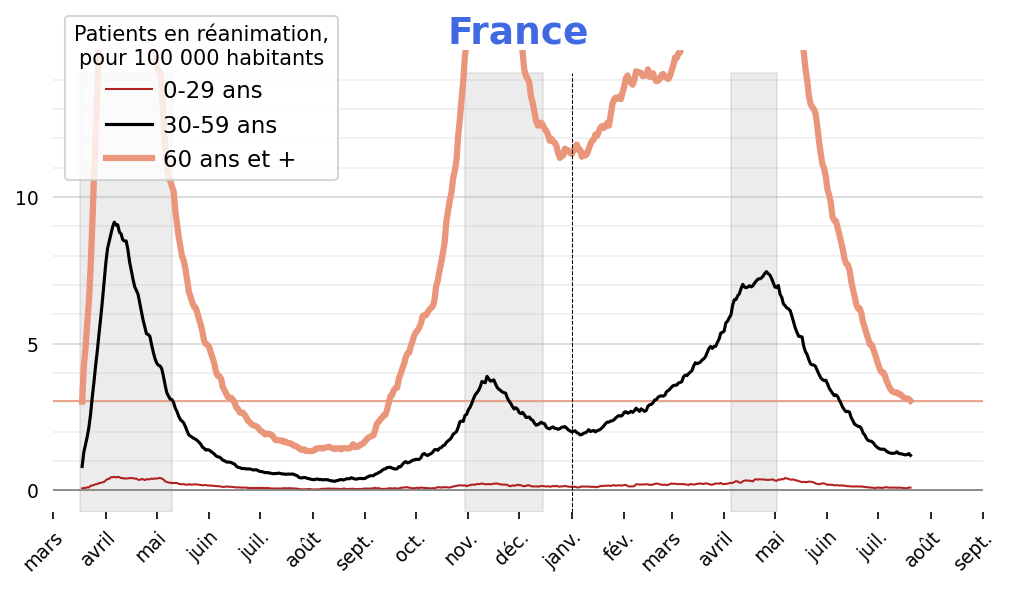 France
Patients en réanimation,
pour 100 000 habitants
0-29 ans
30-59 ans
60 ans et +
10
5
0
mars avril mai juin juil. août sept. oct. nov. déc. janv. fév. mars avril mai juin juil. août sept.